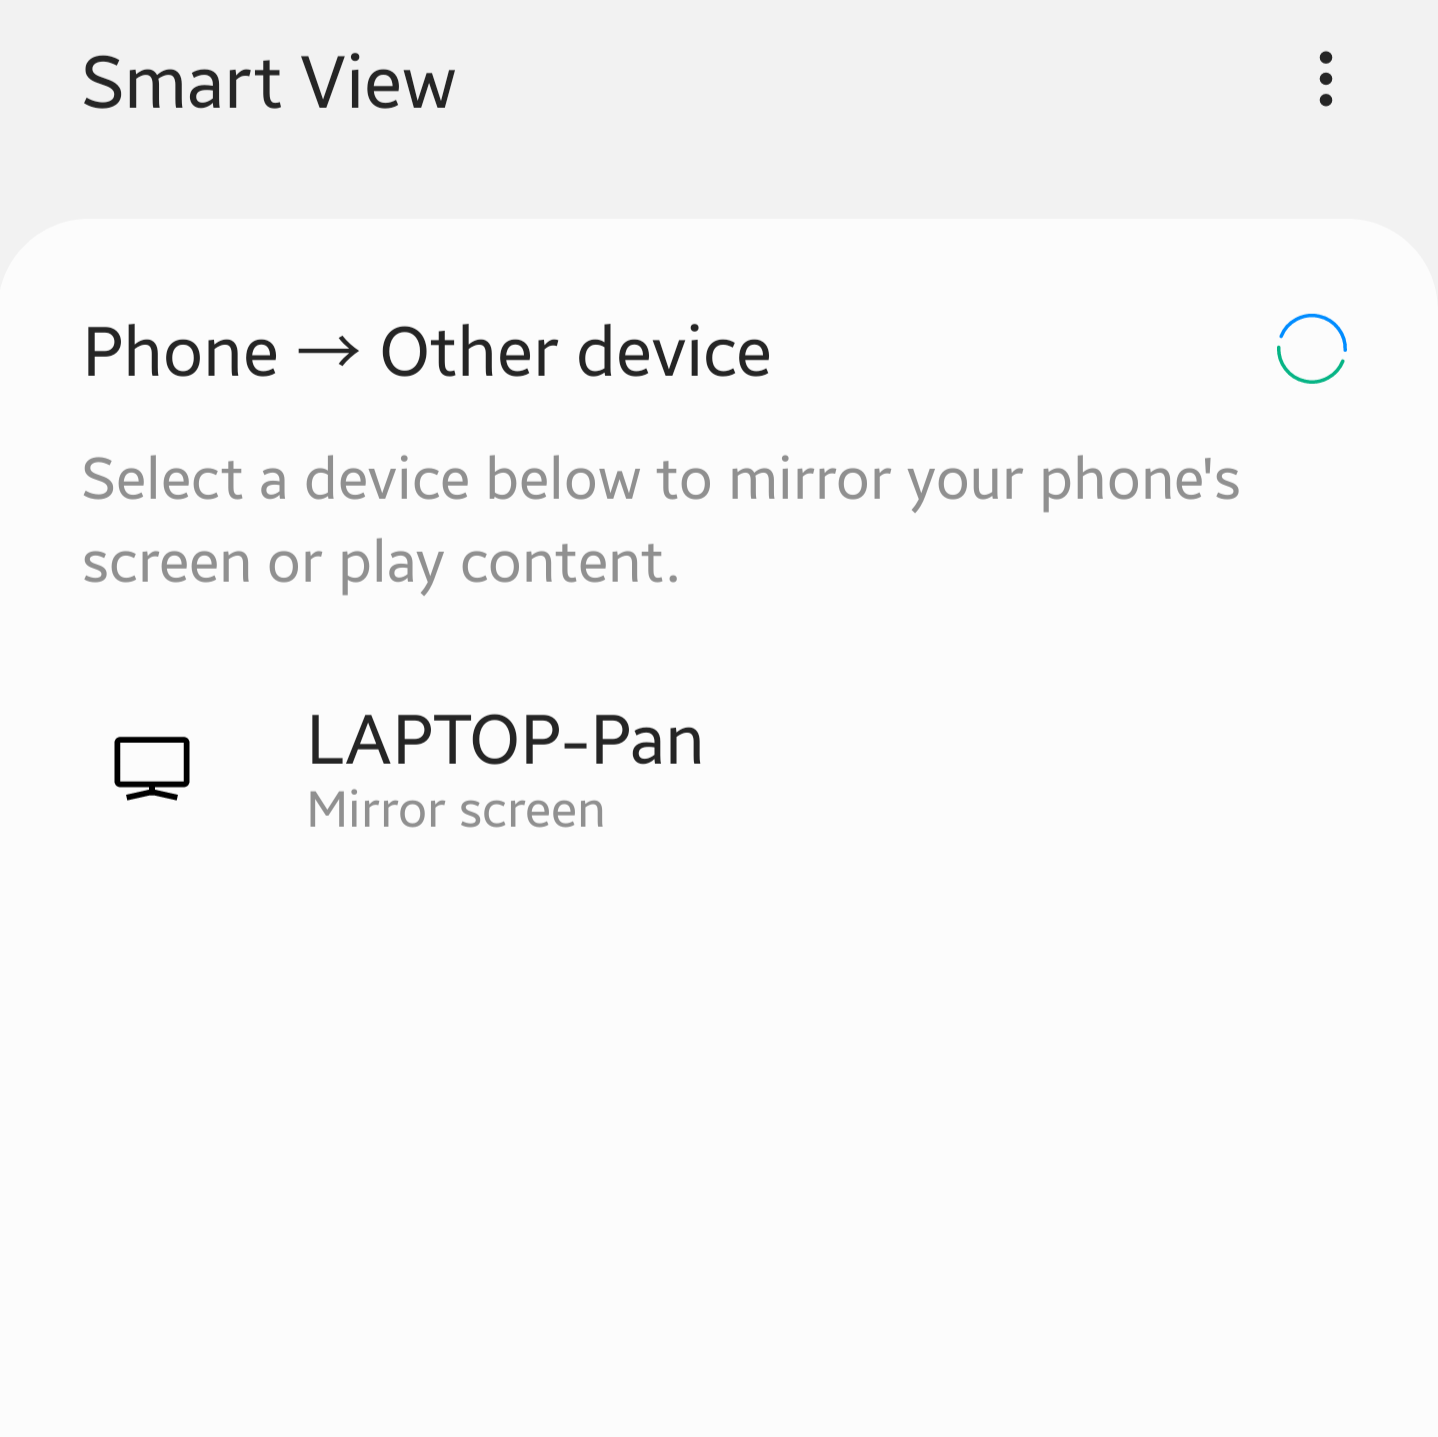 Smart View
Phone → Other device
Select a device below to mirror your phone's
screen or play content.
LAPTOP-Pan
Mirror screen